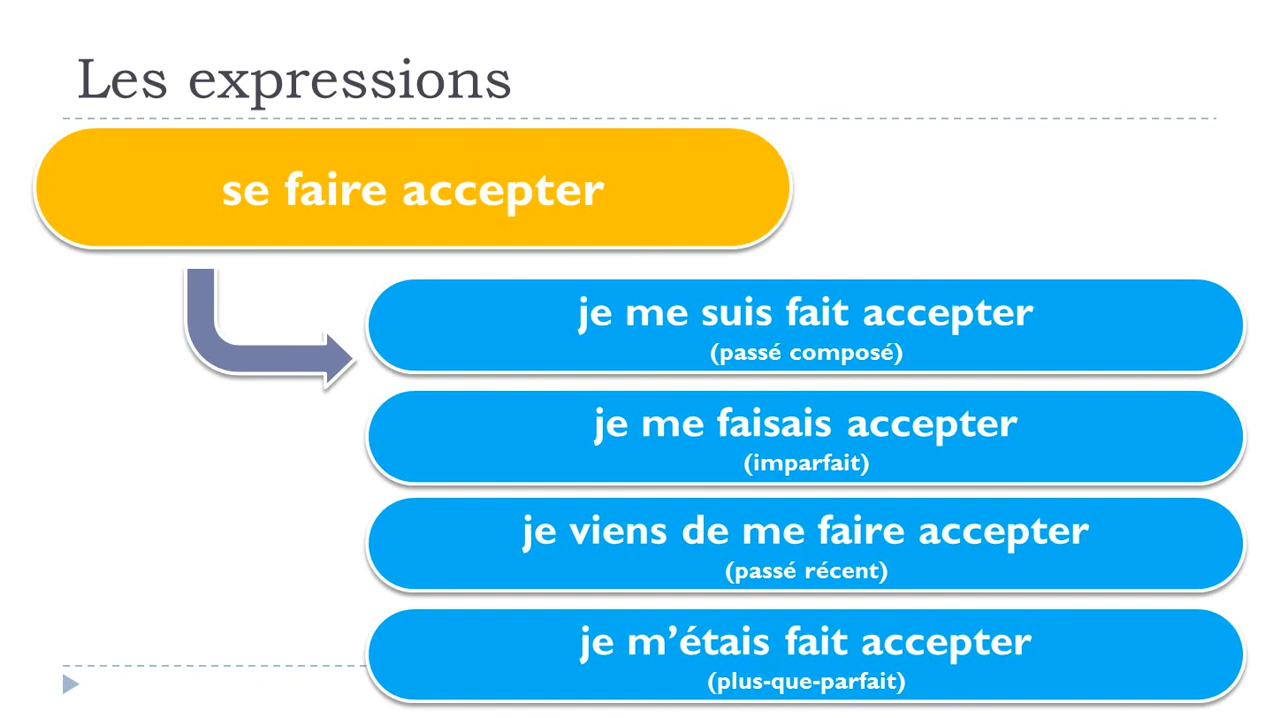 Les expressions
se faire accepter
je me suis fait accepter
(passé composé)
je me faisais accepter
(imparfait)
je viens de me faire accepter
(passé récent)
je m’étais fait accepter
(plus-que-parfait)